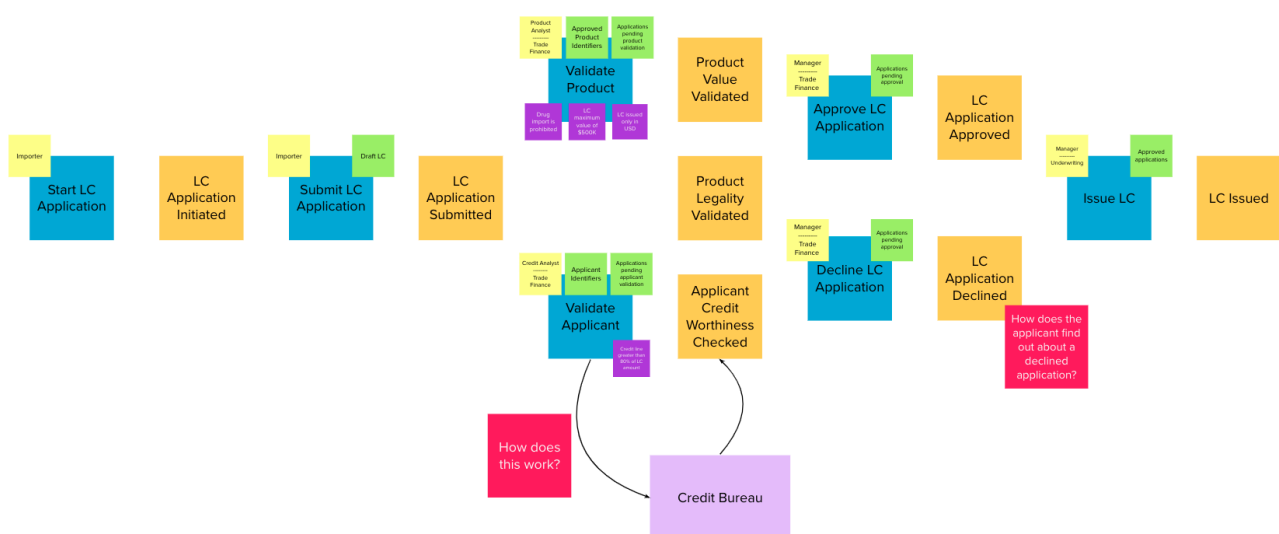 Importer
Start LC
Application
LC
Application
Initiated
Importer
Draft LC
Submit LC
Application
LC
Application
Submitted
Product
Analyst
--------
Trade
Finance
Approved
Product
Identifiers
Applications
pending
product
validation
Validate
Product
Drug
import is
prohibited
LC
maximum
value of
$500K
LC issued
only in
USD
Product
Value
Validated
Product
Legality
Validated
Credit Analyst
-------
Trade
Finance
Applicant
Identifiers
Applications
pending
applicant
validation
Validate
Applicant
Credit line
greater than
80% of LC
amount
Applicant
Credit
Worthiness
Checked
How does
this work?
Credit Bureau
Manager
---------
Trade
Finance
Applications
pending
approval
Approve LC
Application
LC
Application
Approved
Manager
---------
Trade
Finance
Applications
pending
approval
Decline LC
Application
LC
Application
Declined
How does the
applicant find
out about a
declined
application?
Manager
--------
Underwriting
Approved
applications
Issue LC
LC Issued